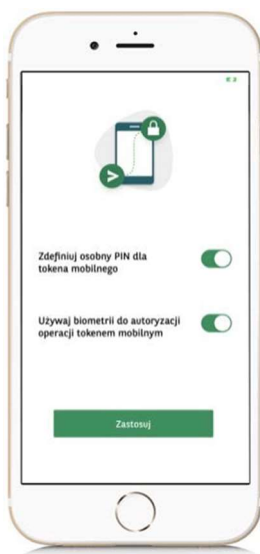 Zdefiniuj osobny PIN dla
tokena mobilnego
Używaj biometrii do autoryzacji
operacji tokenem mobilnym
Zastosuj